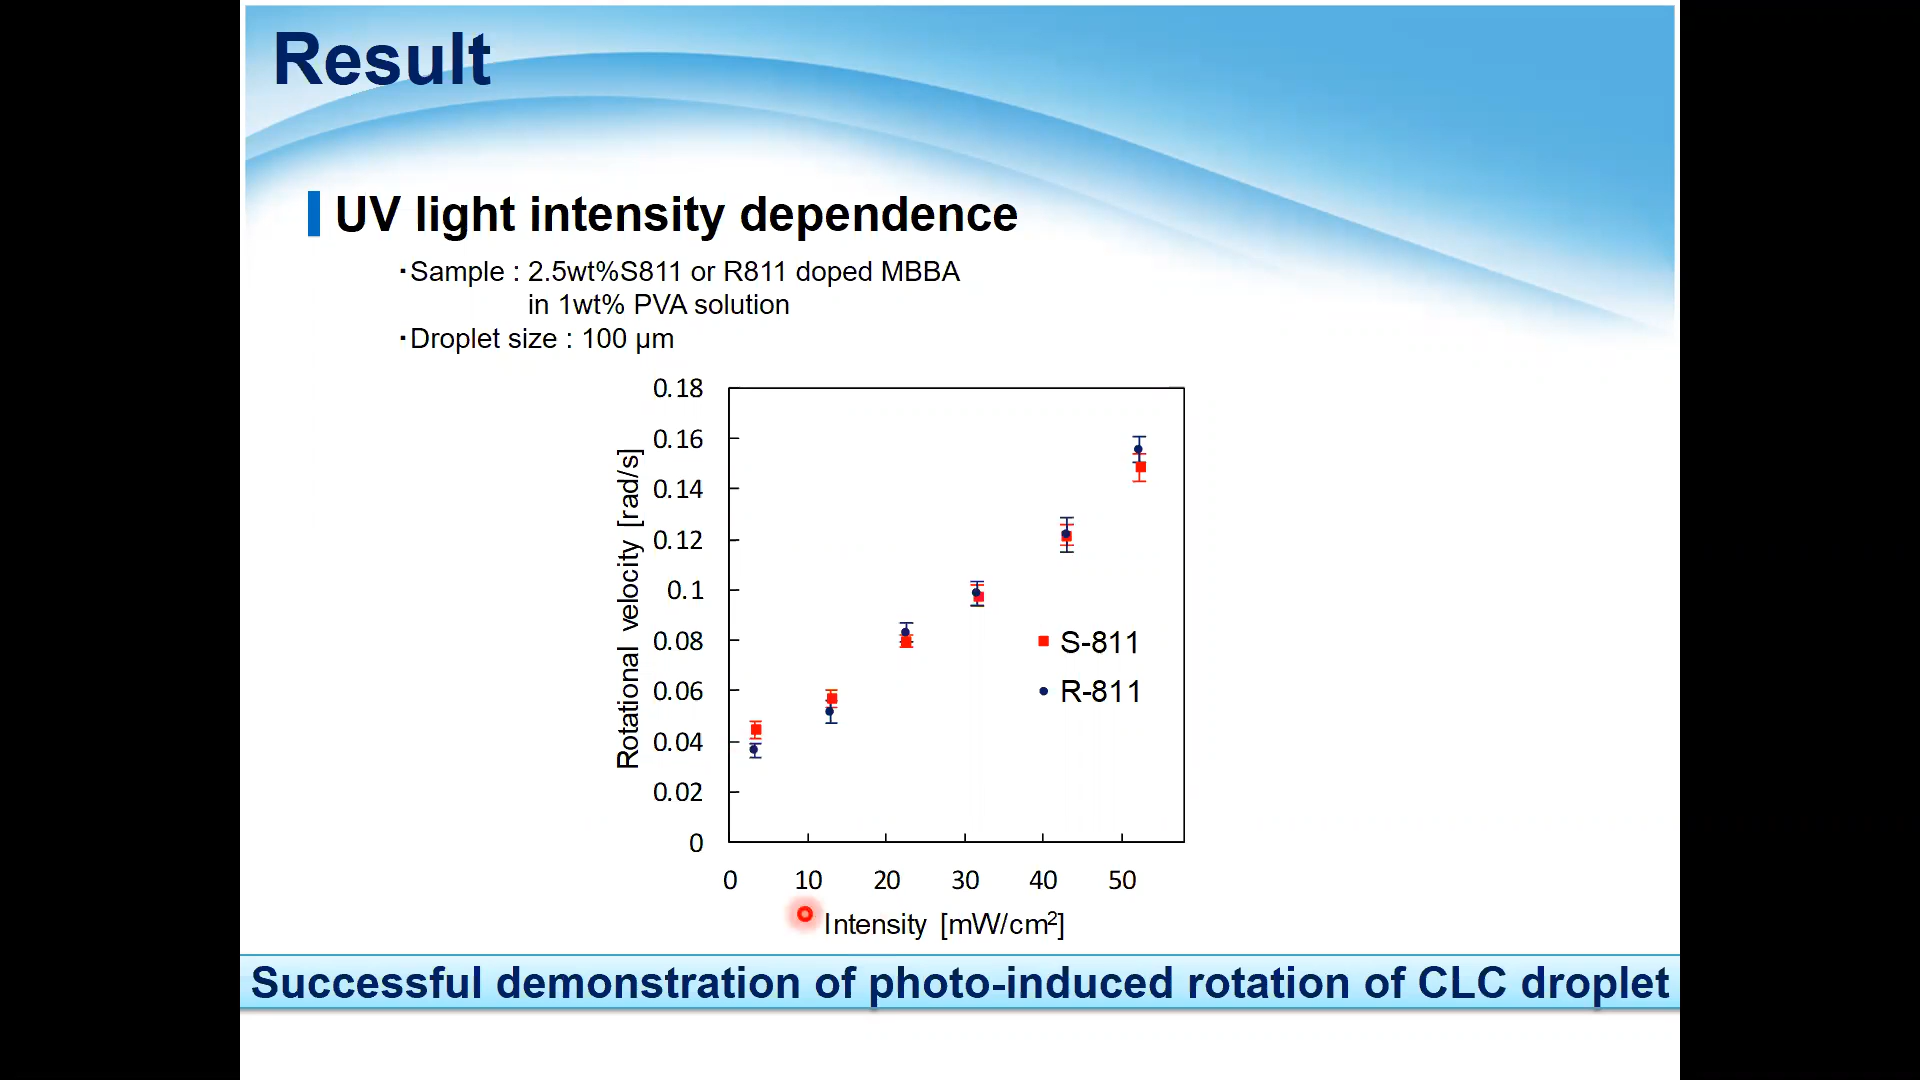 Result
UV light intensity dependence
・Sample : 2.5wt%S811 or R811 doped MBBA
in 1wt% PVA solution
・Droplet size : 100 μm
0.18
0.16
0.14
0.12
0.1
0.08
0.06
0.04
0.02
0
Rotational velocity [rad/s]
S-811
R-811
0 10 20 30 40 50
Intensity [mW/cm²]
Successful demonstration of photo-induced rotation of CLC droplet